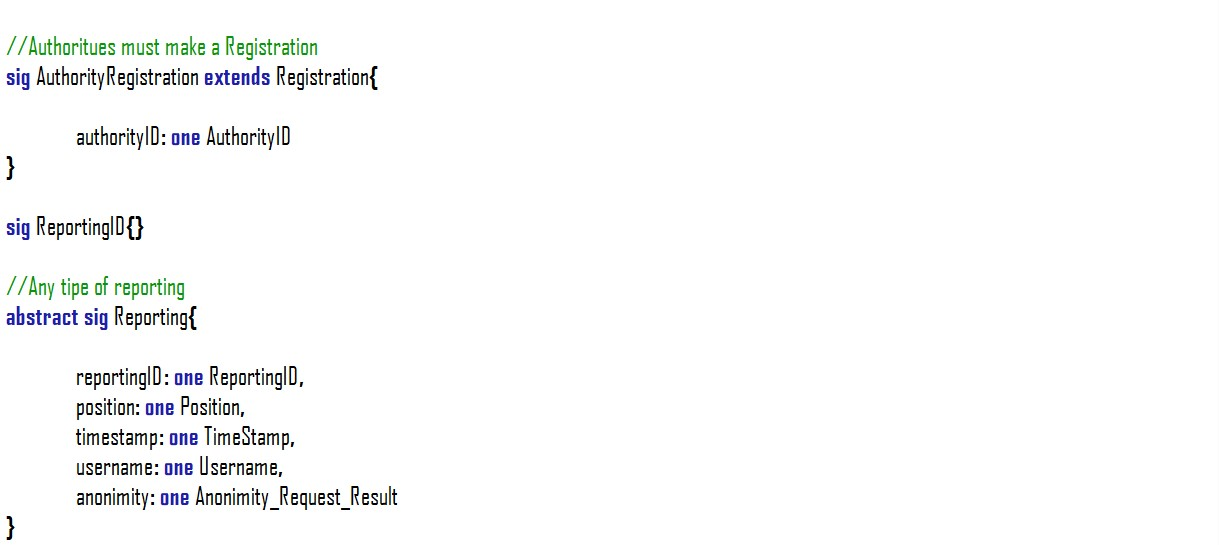 //Authoritues must make a Registration
sig AuthorityRegistration extends Registration{
authorityID: one AuthorityID
}
sig ReportingID{}
//Any tipe of reporting
abstract sig Reporting{
reportingID: one ReportingID,
position: one Position,
timestamp: one TimeStamp,
username: one Username,
anonimity: one Anonimity_Request_Result
}